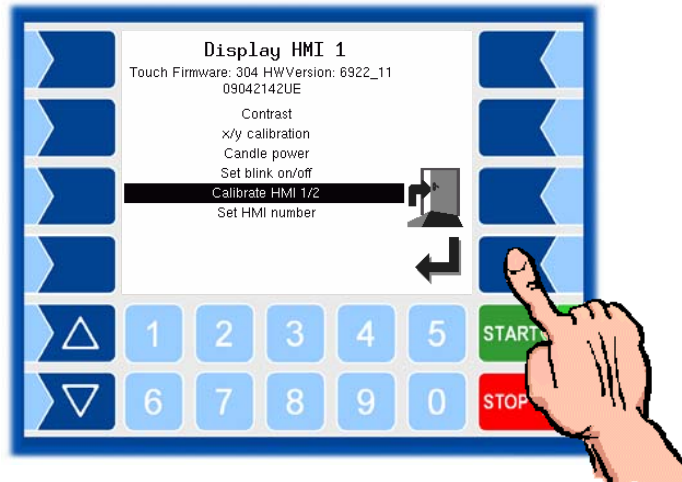 Display HMI 1
Touch Firmware: 304 HWVersion: 6922_11
09042142UE
Contrast
x/y calibration
Candle power
Set blink on/off
Calibrate HMI 1/2
Set HMI number
1 2 3 4 5 START
6 7 8 9 0 STOP